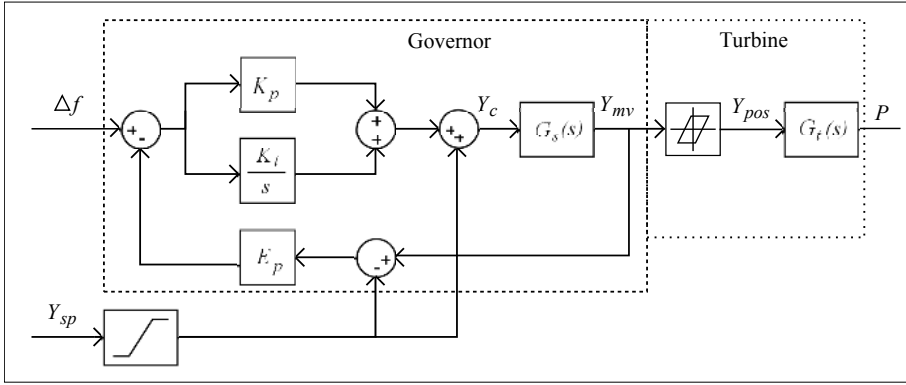 Governor
Turbine
Δf
K_p
Y_c
Y_mv
Y_pos
P
G_s(s)
G_t(s)
K_i
s
E_p
Y_sp